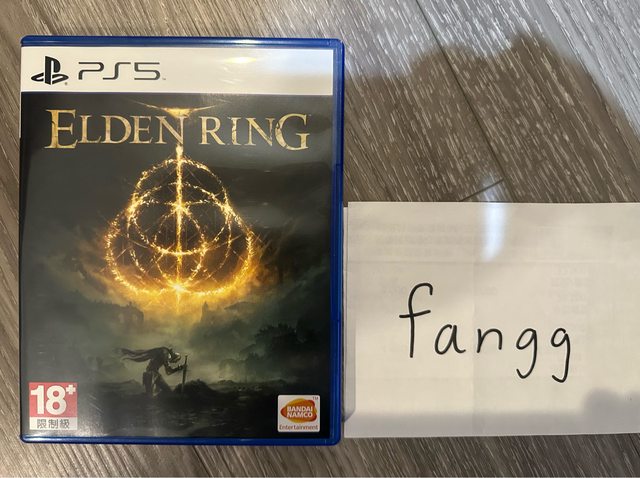 PS5
ELDEN RING
18+
限制級
BANDAI
NAMCO
Entertainment
fangg